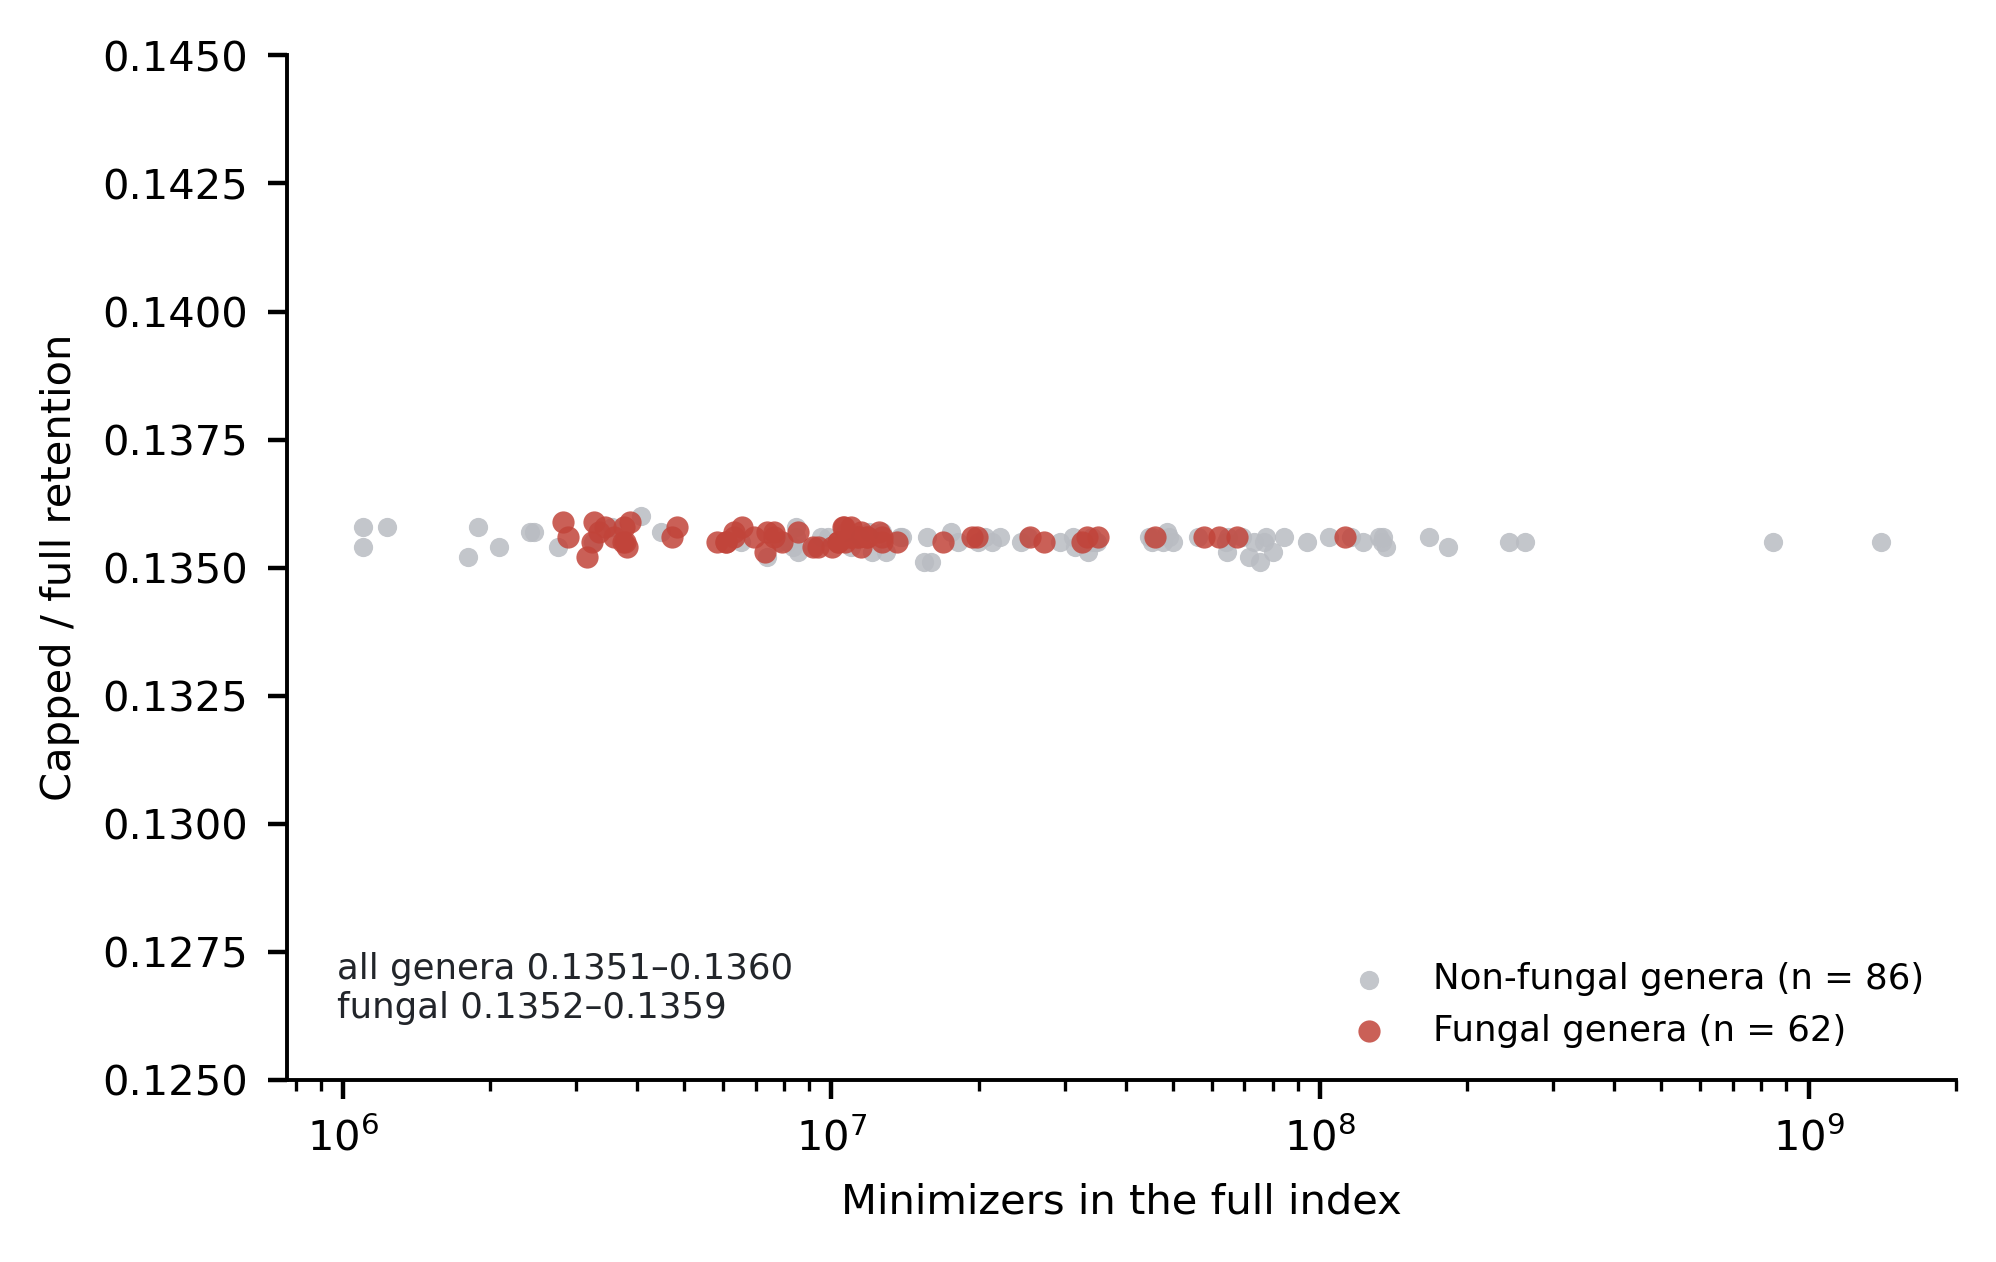 0.1450
0.1425
0.1400
0.1375
0.1350
0.1325
0.1300
0.1275
0.1250
Capped / full retention
all genera 0.1351–0.1360
fungal 0.1352–0.1359
Non-fungal genera (n = 86)
Fungal genera (n = 62)
10⁶ 10⁷ 10⁸ 10⁹
Minimizers in the full index